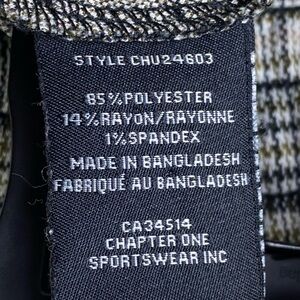 STYLE CHU24603
85%POLYESTER
14%RAYON/RAYONNE
1%SPANDEX
MADE IN BANGLADESH
FABRIQUÉ AU BANGLADESH
CA34514
CHAPTER ONE
SPORTSWEAR INC